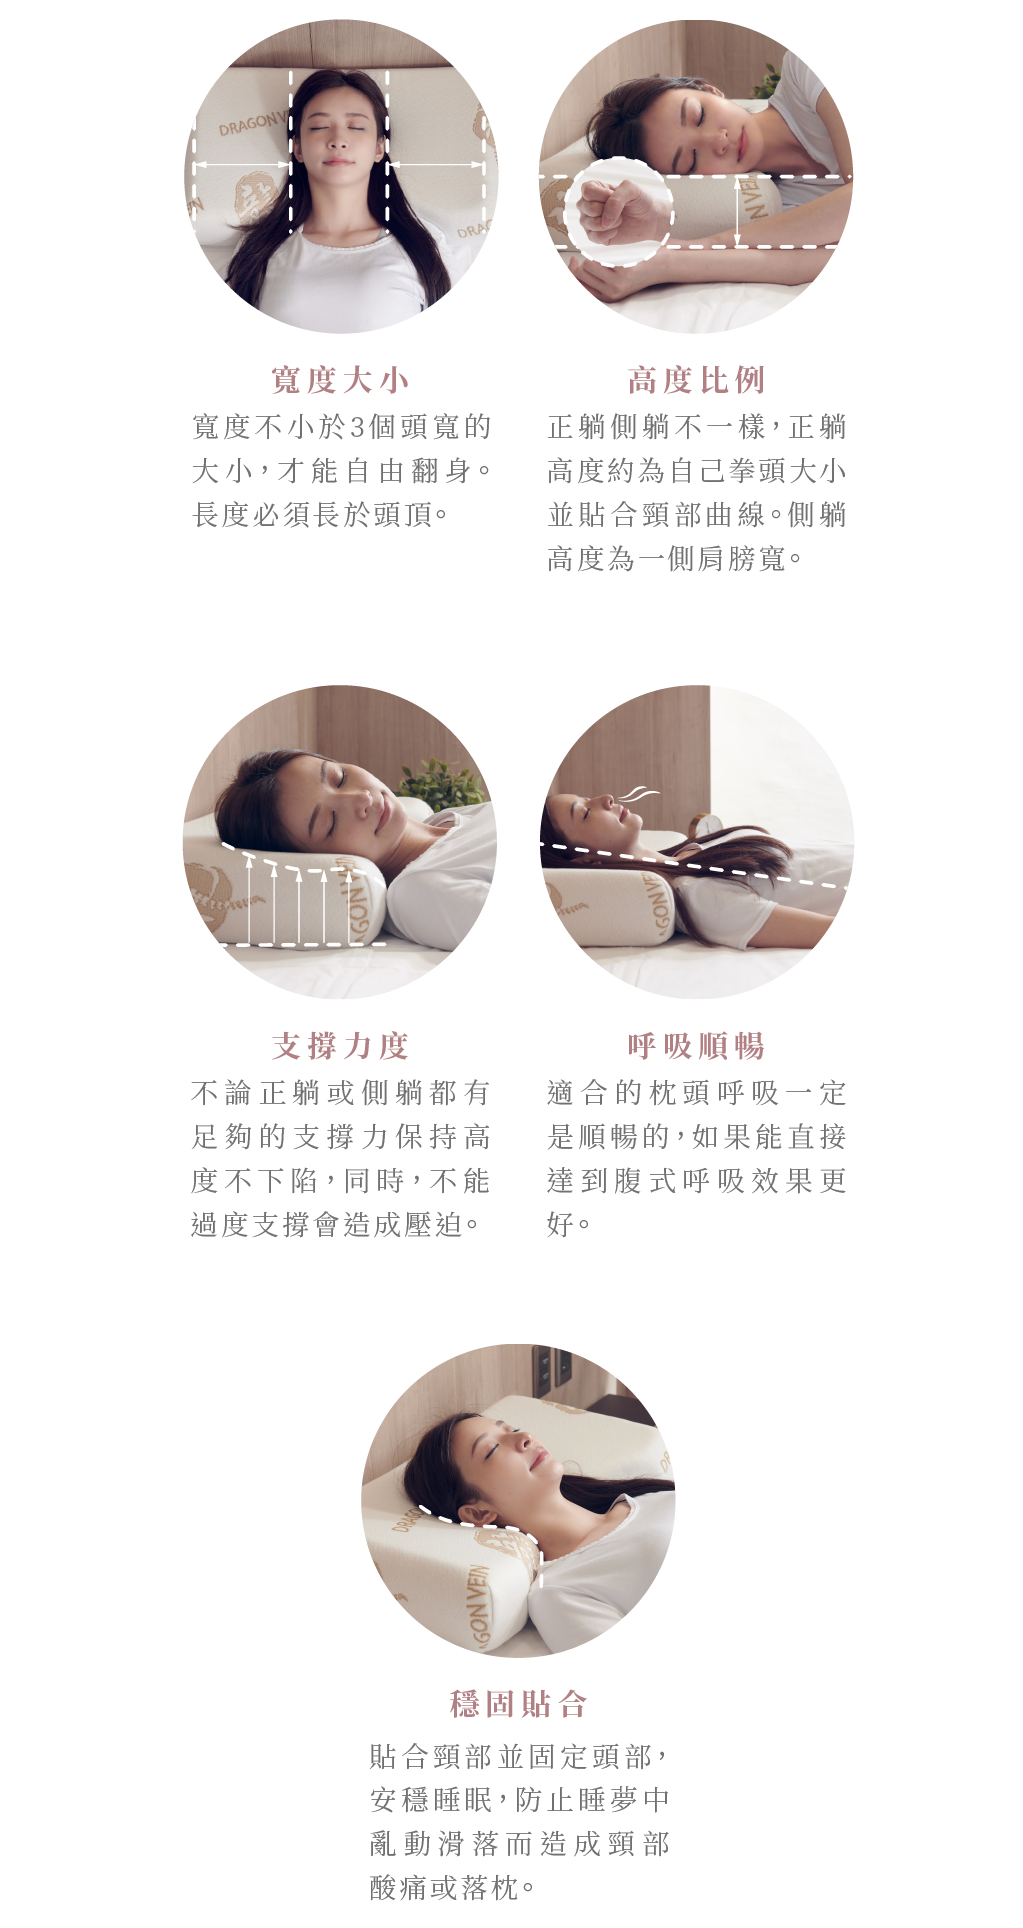 DRAGON VE
DRAG
寬度大小
寬度不小於3個頭寬的
大小,才能自由翻身。
長度必須長於頭頂。
N VEI
高度比例
正躺側躺不一樣,正躺
高度約為自己拳頭大小
並貼合頸部曲線。側躺
高度為一側肩膀寬。
AGON VEIN
支撐力度
不論正躺或側躺都有
足夠的支撐力保持高
度不下陷,同時,不能
過度支撐會造成壓迫。
AGON VE
呼吸順暢
適合的枕頭呼吸一定
是順暢的,如果能直接
達到腹式呼吸效果更
好。
DRAGO
AGON VEIN
穩固貼合
貼合頸部並固定頭部,
安穩睡眠,防止睡夢中
亂動滑落而造成頸部
酸痛或落枕。